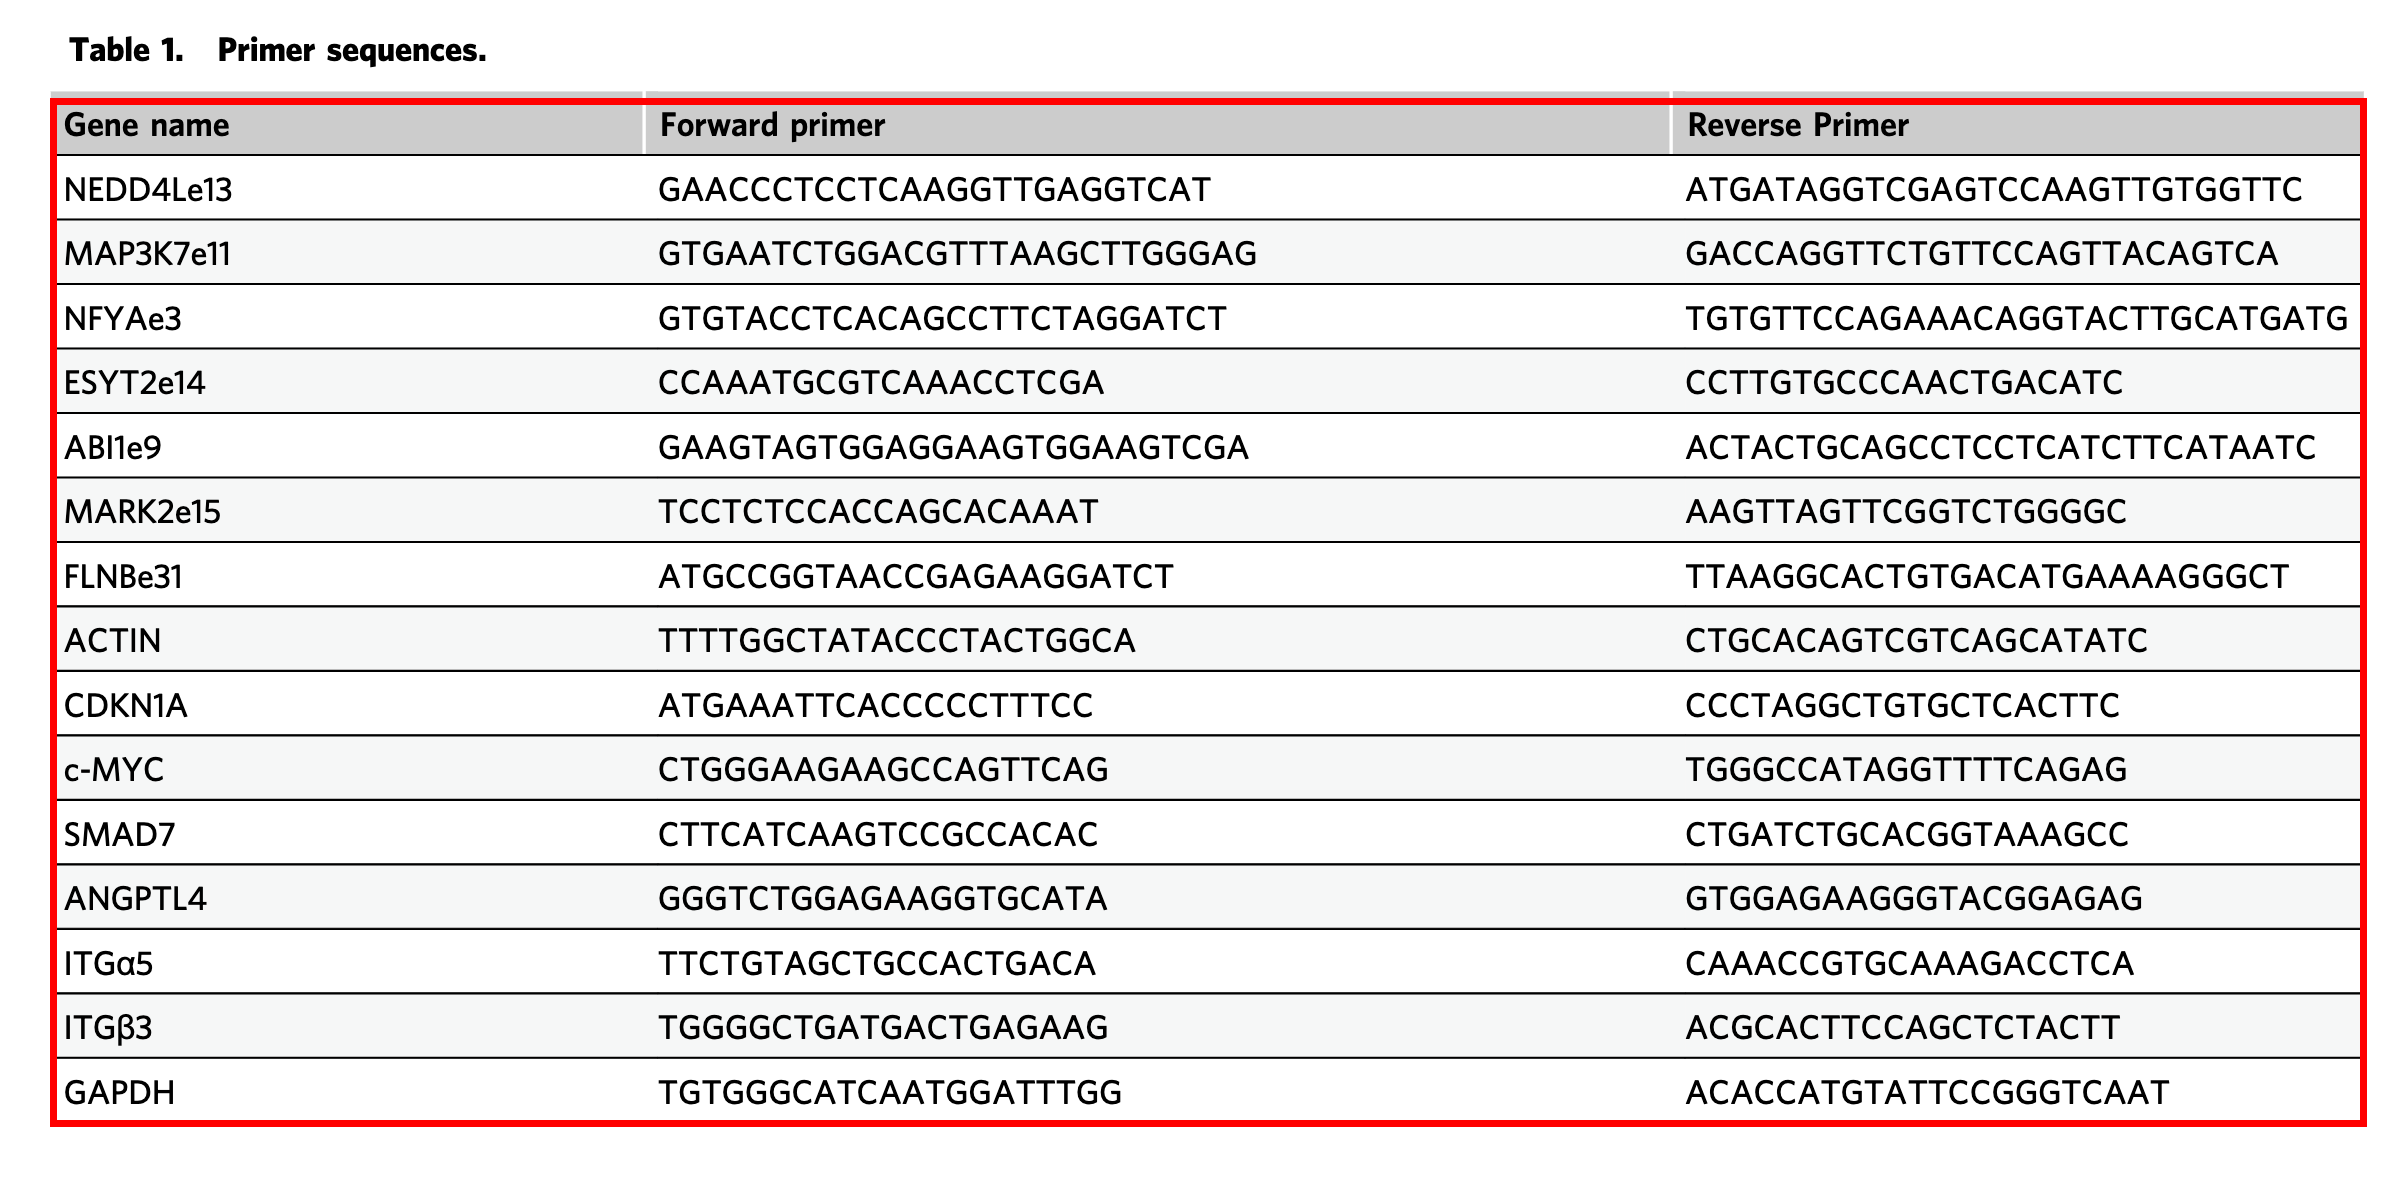 Table 1. Primer sequences.
Gene name Forward primer Reverse Primer
NEDD4Le13 GAACCCTCCTCAAGGTTGAGGTCAT ATGATAGGTCGAGTCCAAGTTGTGGTTC
MAP3K7e11 GTGAATCTGGACGTTTAAGCTTGGGAG GACCAGGTTCTGTTCCAGTTACAGTCA
NFYAe3 GTGTACCTCACAGCCTTCTAGGATCT TGTGTTCCAGAAACAGGTACTTGCATGATG
ESYT2e14 CCAAATGCGTCAAACCTCGA CCTTGTGCCCAACTGACATC
ABI1e9 GAAGTAGTGGAGGAAGTGGAAGTCGA ACTACTGCAGCCTCCTCATCTTCATAATC
MARK2e15 TCCTCTCCACCAGCACAAAT AAGTTAGTTCGGTCTGGGGC
FLNBe31 ATGCCGGTAACCGAGAAGGATCT TTAAGGCACTGTGACATGAAAAGGGCT
ACTIN TTTTGGCTATACCCTACTGGCA CTGCACAGTCGTCAGCATATC
CDKN1A ATGAAATTCACCCCCTTTCC CCCTAGGCTGTGCTCACTTC
c-MYC CTGGGAAGAAGCCAGTTCAG TGGGCCATAGGTTTTCAGAG
SMAD7 CTTCATCAAGTCCGCCACAC CTGATCTGCACGGTAAAGCC
ANGPTL4 GGGTCTGGAGAAGGTGCATA GTGGAGAAGGGTACGGAGAG
ITGα5 TTCTGTAGCTGCCACTGACA CAAACCGTGCAAAGACCTCA
ITGβ3 TGGGGCTGATGACTGAGAAG ACGCACTTCCAGCTCTACTT
GAPDH TGTGGGCATCAATGGATTTGG ACACCATGTATTCCGGGTCAAT